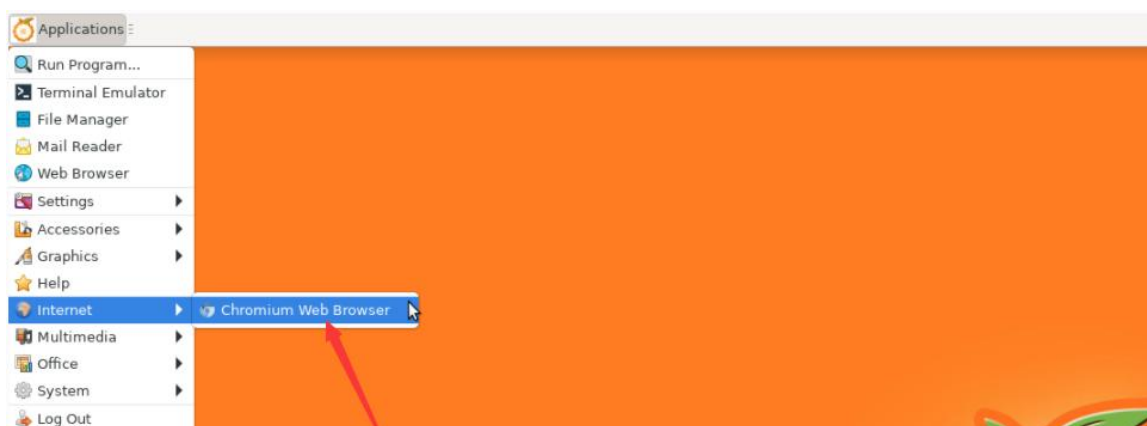 Applications
Run Program...
Terminal Emulator
File Manager
Mail Reader
Web Browser
Settings
Accessories
Graphics
Help
Internet
Chromium Web Browser
Multimedia
Office
System
Log Out